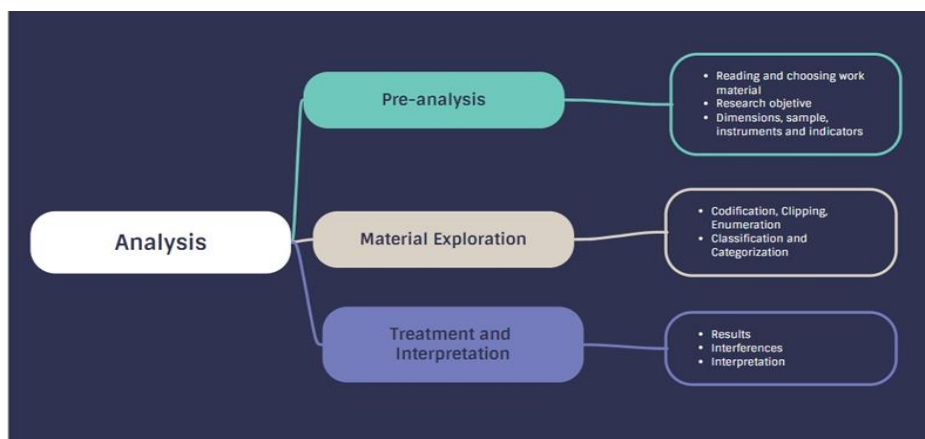 Analysis
Pre-analysis
• Reading and choosing work
material
• Research objetive
• Dimensions, sample,
instruments and indicators
Material Exploration
• Codification, Clipping,
Enumeration
• Classification and
Categorization
Treatment and
Interpretation
• Results
• Interferences
• Interpretation